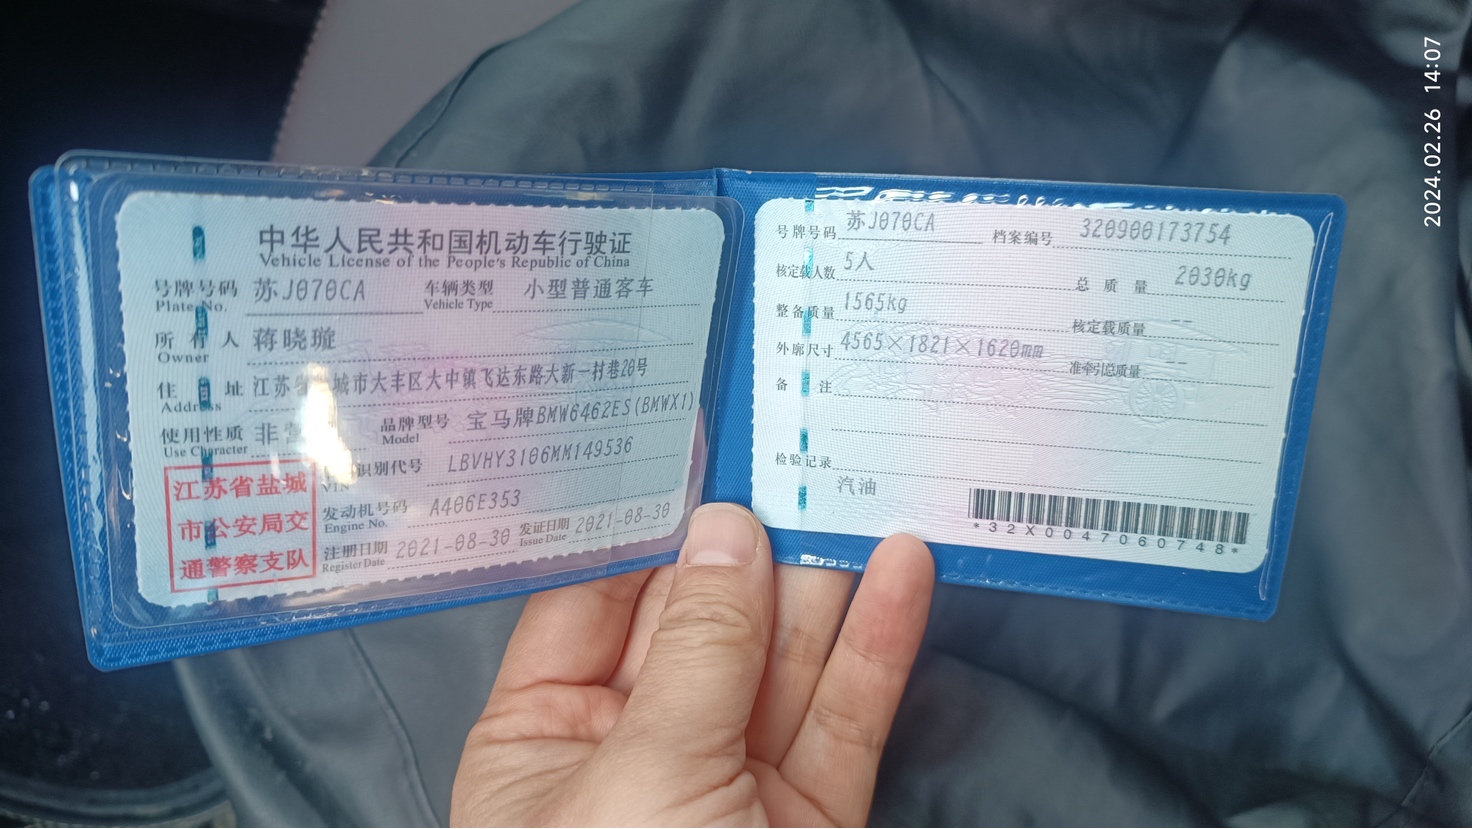 中华人民共和国机动车行驶证
Vehicle License of the People's Republic of China
号牌号码 苏J070CA 车辆类型 小型普通客车
Plate No. Vehicle Type
所有人 蒋晓璇
Owner
住址 江苏省 城市大丰区大中镇飞达东路大新一村巷20号
Address
使用性质 非营 品牌型号 宝马牌BMW6462ES(BMWX1)
Use Character Model
识别代号 LBVHY3106MM149536
VIN
发动机号码 A406E353
Engine No.
注册日期 2021-08-30 发证日期 2021-08-30
Register Date Issue Date
江苏省盐城
市公安局交
通警察支队
号牌号码 苏J070CA 档案编号 320900173754
核定载人数 5人 总质量 2030kg
整备质量 1565kg 核定载质量 --
外廓尺寸 4565×1821×1620mm 准牵引总质量 --
备注
检验记录
汽油
*32X0047060748*
2024.02.26 14:07